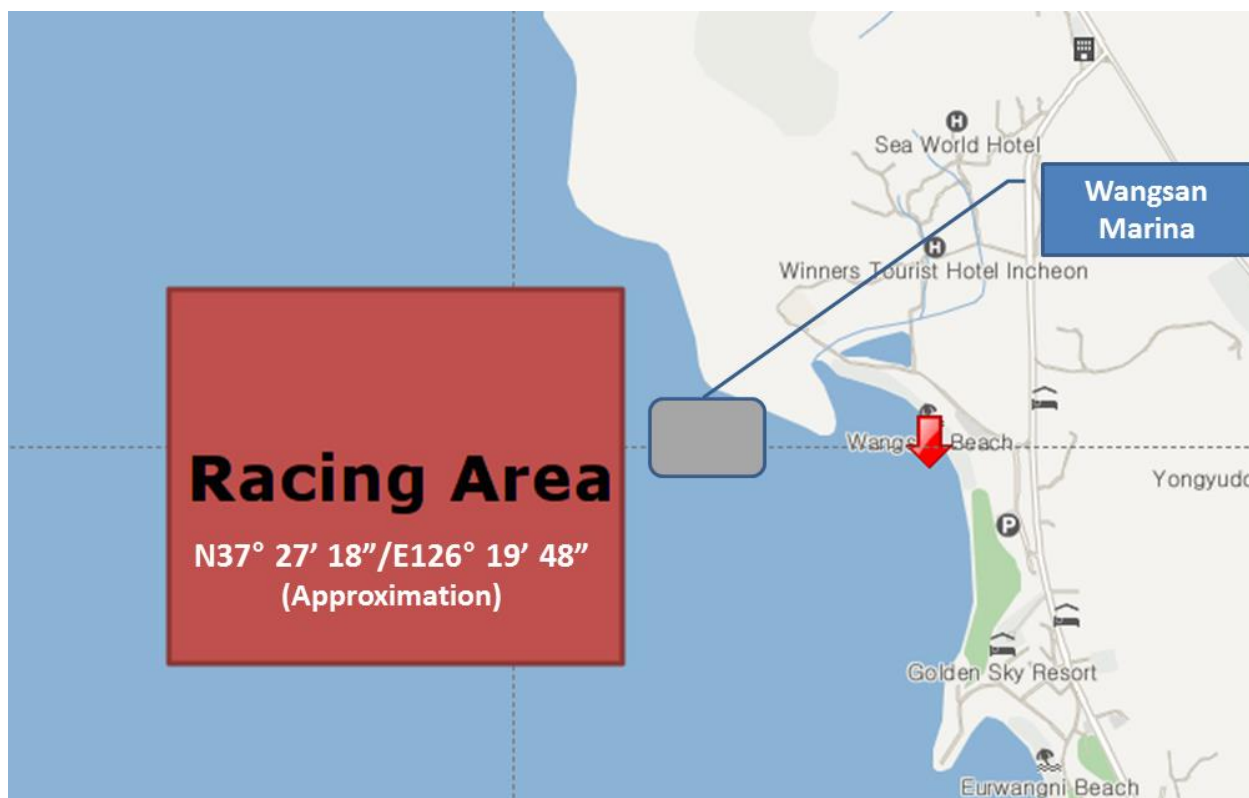 Sea World Hotel
Wangsan
Marina
Winners Tourist Hotel Incheon
Racing Area
N37° 27’ 18”/E126° 19’ 48”
(Approximation)
Beach
P
Yongyudo
Golden Sky Resort
Eurwangni Beach